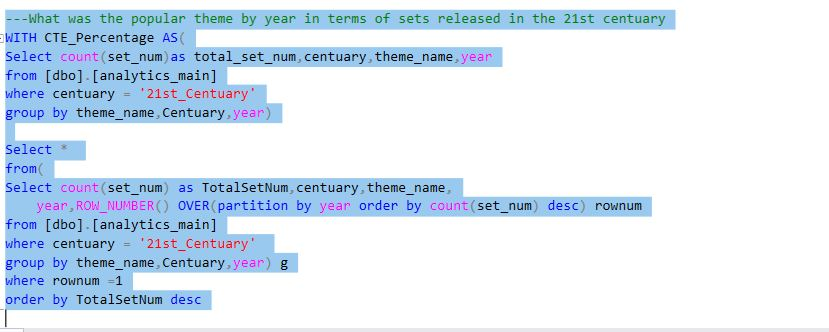 ---What was the popular theme by year in terms of sets released in the 21st centuary
WITH CTE_Percentage AS(
Select count(set_num)as total_set_num,centuary,theme_name,year
from [dbo].[analytics_main]
where centuary = '21st_Centuary'
group by theme_name,Centuary,year)
Select *
from(
Select count(set_num) as TotalSetNum,centuary,theme_name,
year,ROW_NUMBER() OVER(partition by year order by count(set_num) desc) rownum
from [dbo].[analytics_main]
where centuary = '21st_Centuary'
group by theme_name,Centuary,year) g
where rownum =1
order by TotalSetNum desc